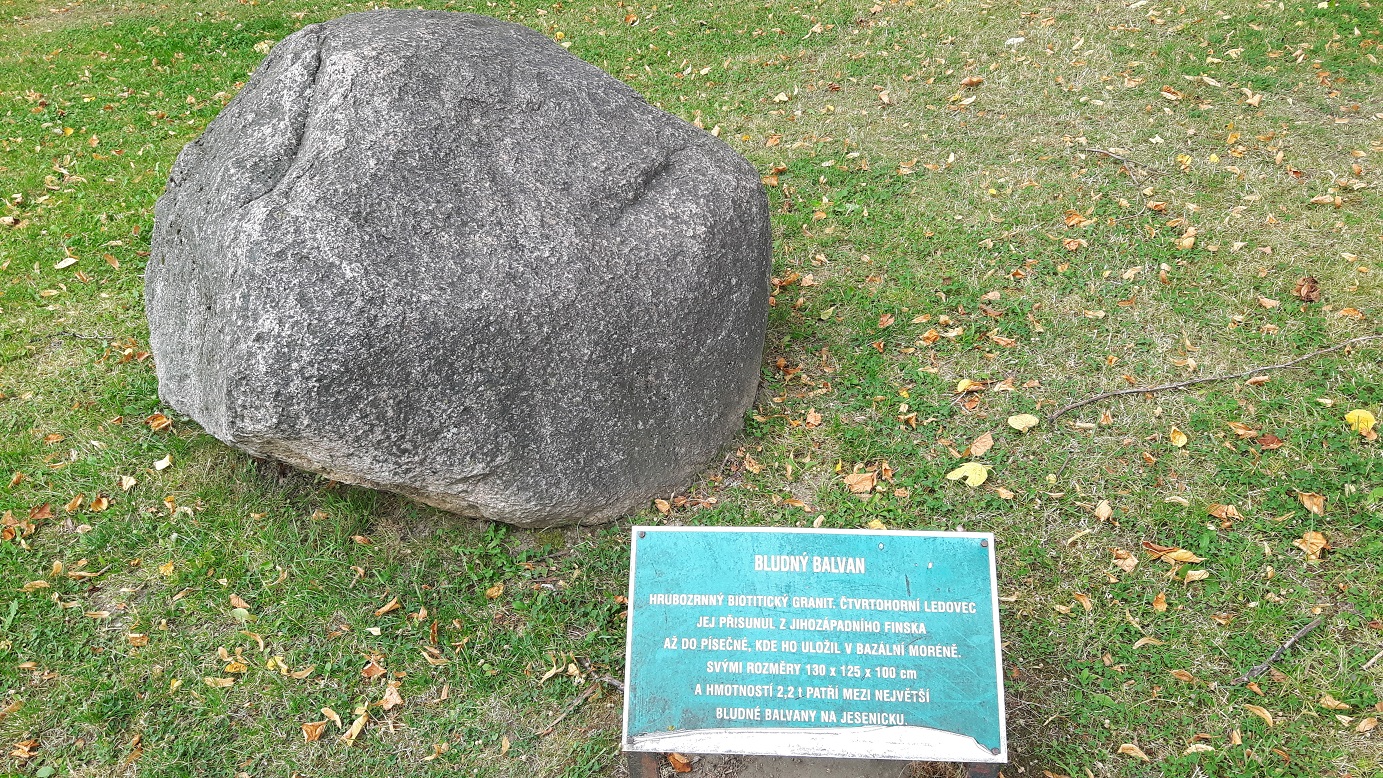 BLUDNÝ BALVAN
HRUBOZRNNÝ BIOTITICKÝ GRANIT. ČTVRTOHORNÍ LEDOVEC
JEJ PŘISUNUL Z JIHOZÁPADNÍHO FINSKA
AŽ DO PÍSEČNÉ, KDE HO ULOŽIL V BAZÁLNÍ MORÉNĚ.
SVÝMI ROZMĚRY 130 x 125 x 100 cm
A HMOTNOSTÍ 2,2 t PATŘÍ MEZI NEJVĚTŠÍ
BLUDNÉ BALVANY NA JESENICKU.